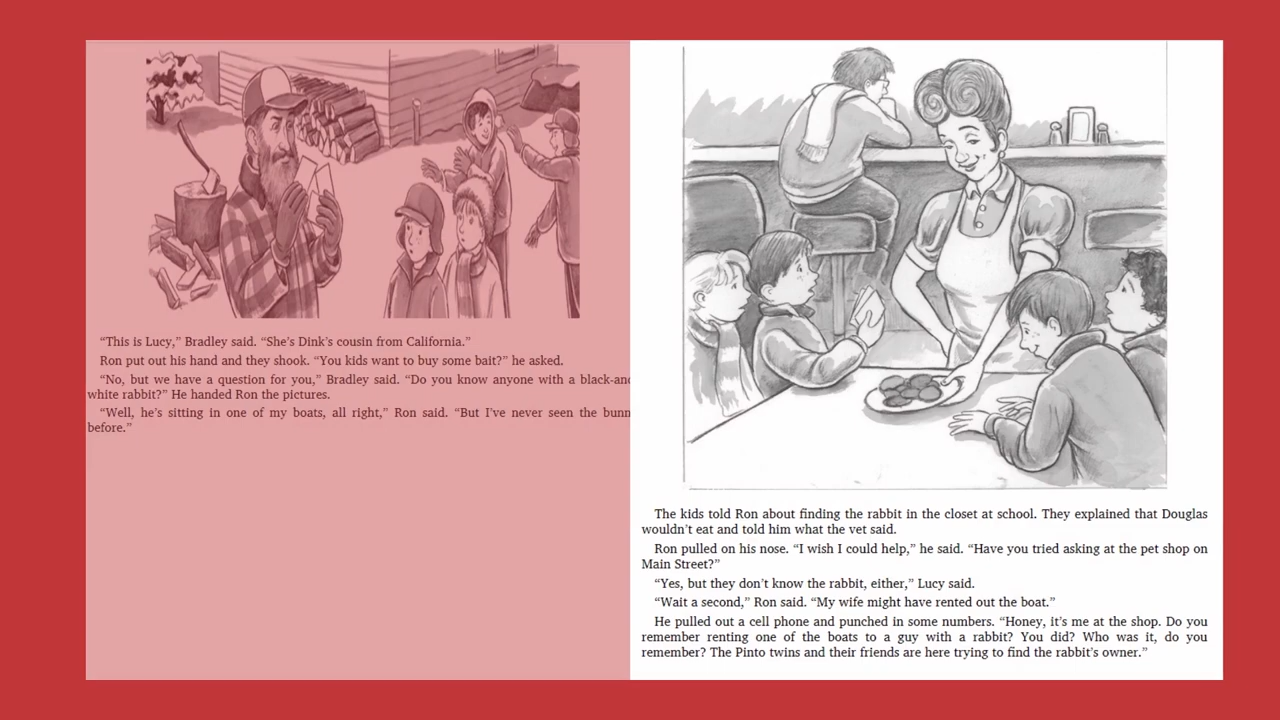 “This is Lucy,” Bradley said. “She’s Dink’s cousin from California.”
Ron put out his hand and they shook. “You kids want to buy some bait?” he asked.
“No, but we have a question for you,” Bradley said. “Do you know anyone with a black-and
white rabbit?” He handed Ron the pictures.
“Well, he’s sitting in one of my boats, all right,” Ron said. “But I’ve never seen the bunn
before.”
The kids told Ron about finding the rabbit in the closet at school. They explained that Douglas
wouldn’t eat and told him what the vet said.
Ron pulled on his nose. “I wish I could help,” he said. “Have you tried asking at the pet shop on
Main Street?”
“Yes, but they don’t know the rabbit, either,” Lucy said.
“Wait a second,” Ron said. “My wife might have rented out the boat.”
He pulled out a cell phone and punched in some numbers. “Honey, it’s me at the shop. Do you
remember renting one of the boats to a guy with a rabbit? You did? Who was it, do you
remember? The Pinto twins and their friends are here trying to find the rabbit’s owner.”